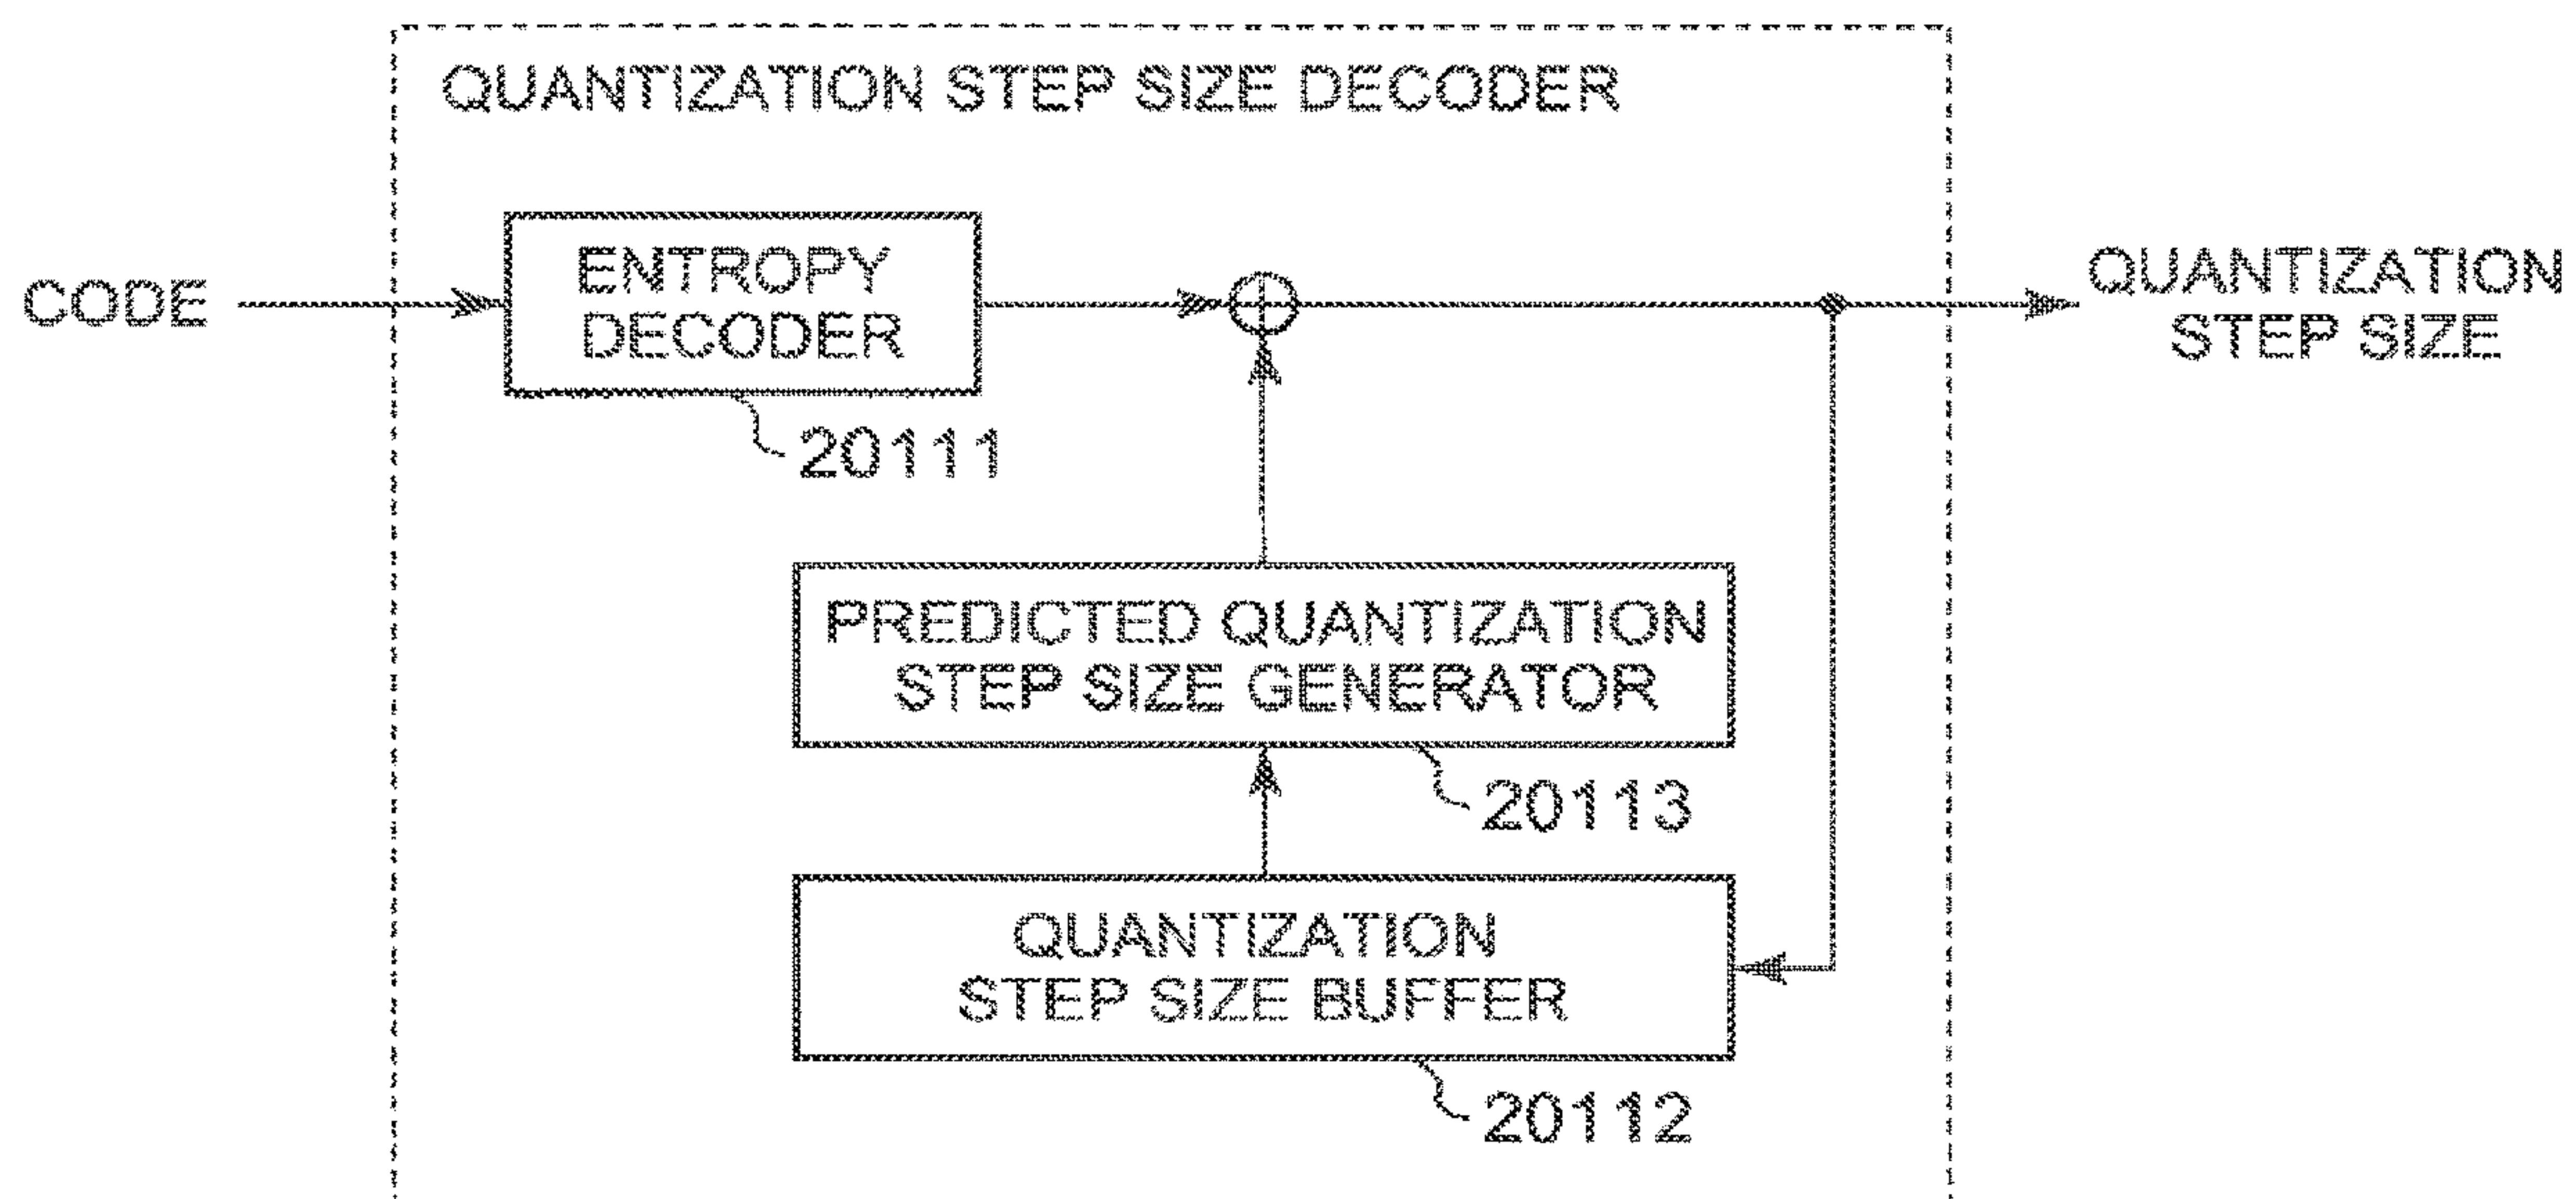 QUANTIZATION STEP SIZE DECODER
CODE
ENTROPY
DECODER
20111
QUANTIZATION
STEP SIZE
PREDICTED QUANTIZATION
STEP SIZE GENERATOR
20113
QUANTIZATION
STEP SIZE BUFFER
20112